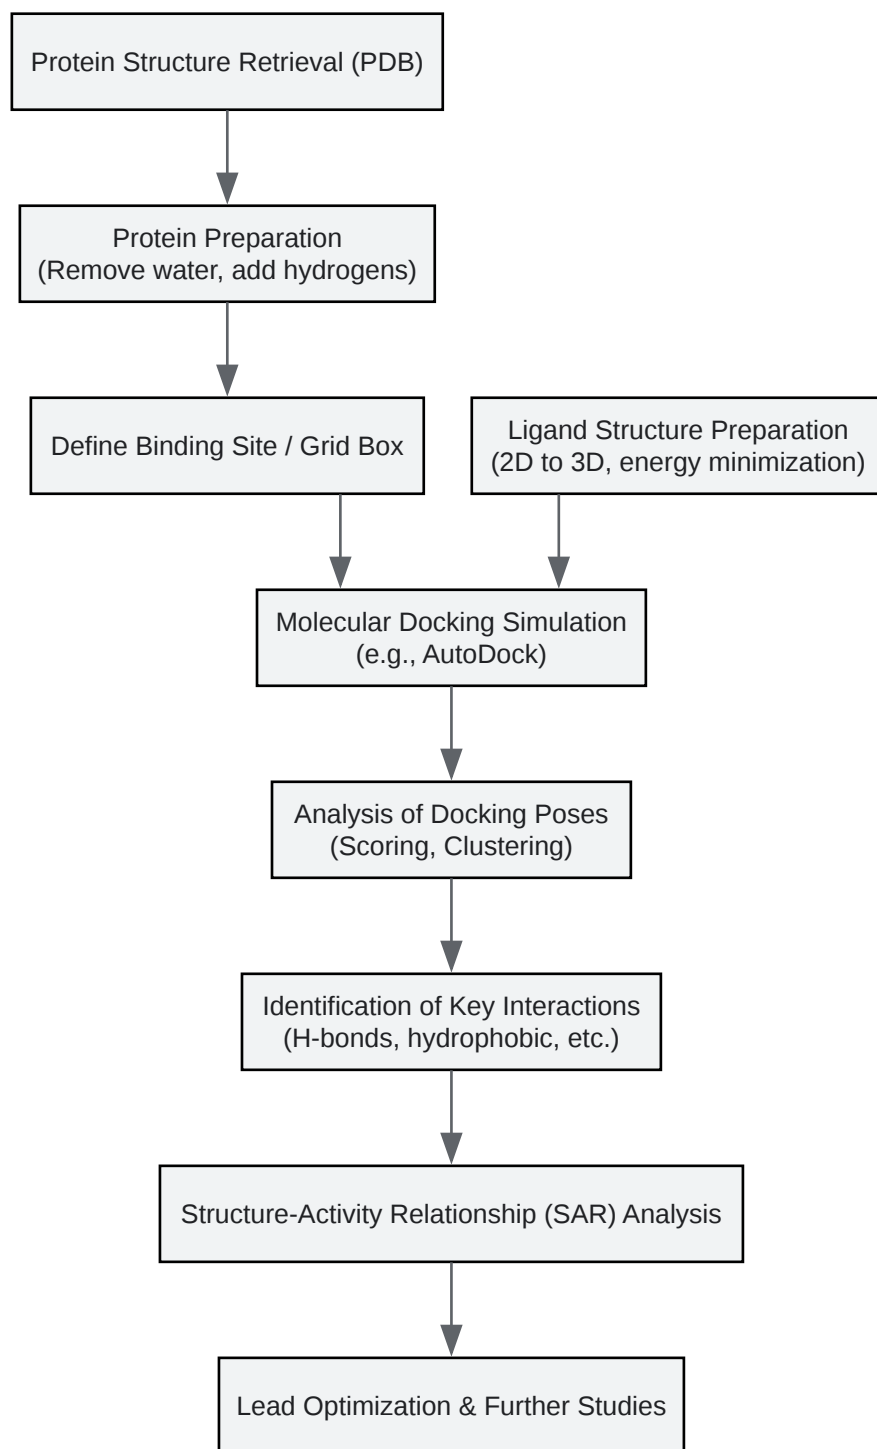 Protein Structure Retrieval (PDB)
Protein Preparation
(Remove water, add hydrogens)
Define Binding Site / Grid Box
Ligand Structure Preparation
(2D to 3D, energy minimization)
Molecular Docking Simulation
(e.g., AutoDock)
Analysis of Docking Poses
(Scoring, Clustering)
Identification of Key Interactions
(H-bonds, hydrophobic, etc.)
Structure-Activity Relationship (SAR) Analysis
Lead Optimization & Further Studies